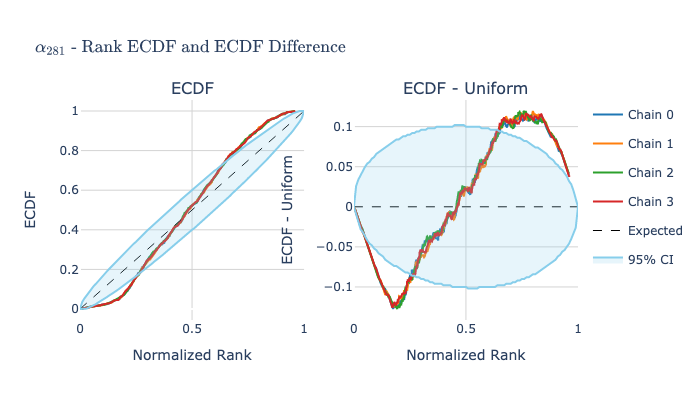 α₂₈₁ - Rank ECDF and ECDF Difference
ECDF
ECDF
1
0.8
0.6
0.4
0.2
0
0
0.5
1
Normalized Rank
ECDF - Uniform
ECDF - Uniform
0.1
0.05
0
−0.05
−0.1
0
0.5
1
Normalized Rank
Chain 0
Chain 1
Chain 2
Chain 3
Expected
95% CI